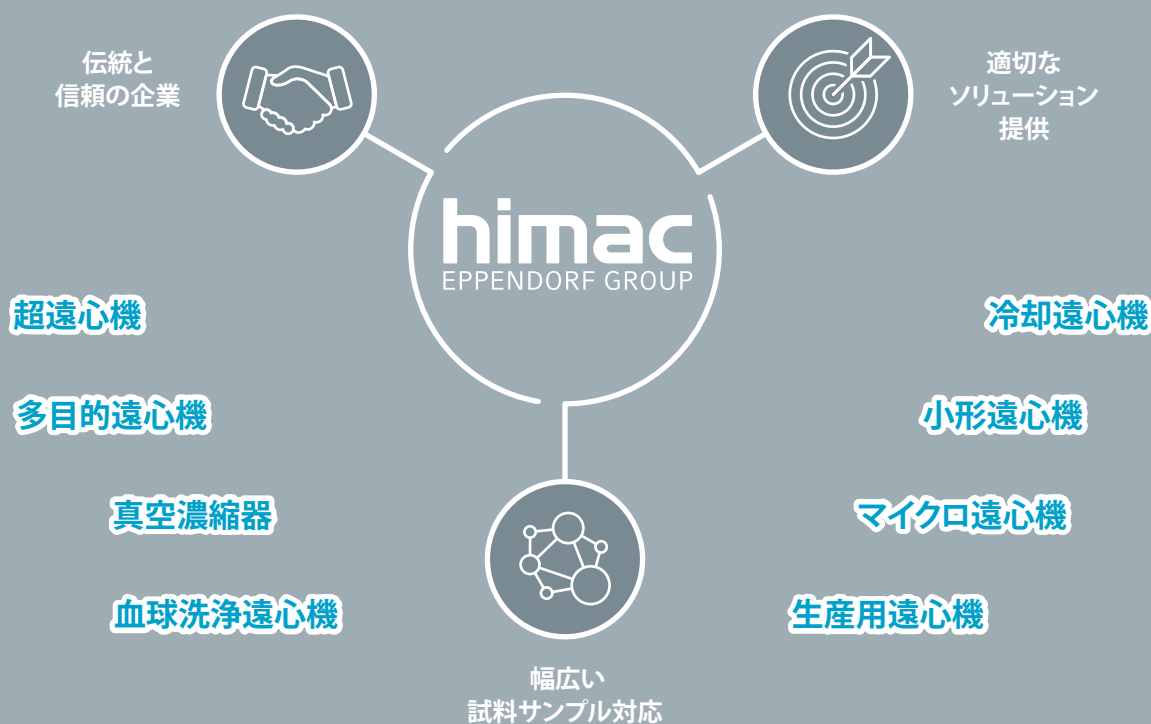 伝統と
信頼の企業
適切な
ソリューション
提供
himac
EPPENDORF GROUP
超遠心機
冷却遠心機
多目的遠心機
小形遠心機
真空濃縮器
マイクロ遠心機
血球洗浄遠心機
生産用遠心機
幅広い
試料サンプル対応